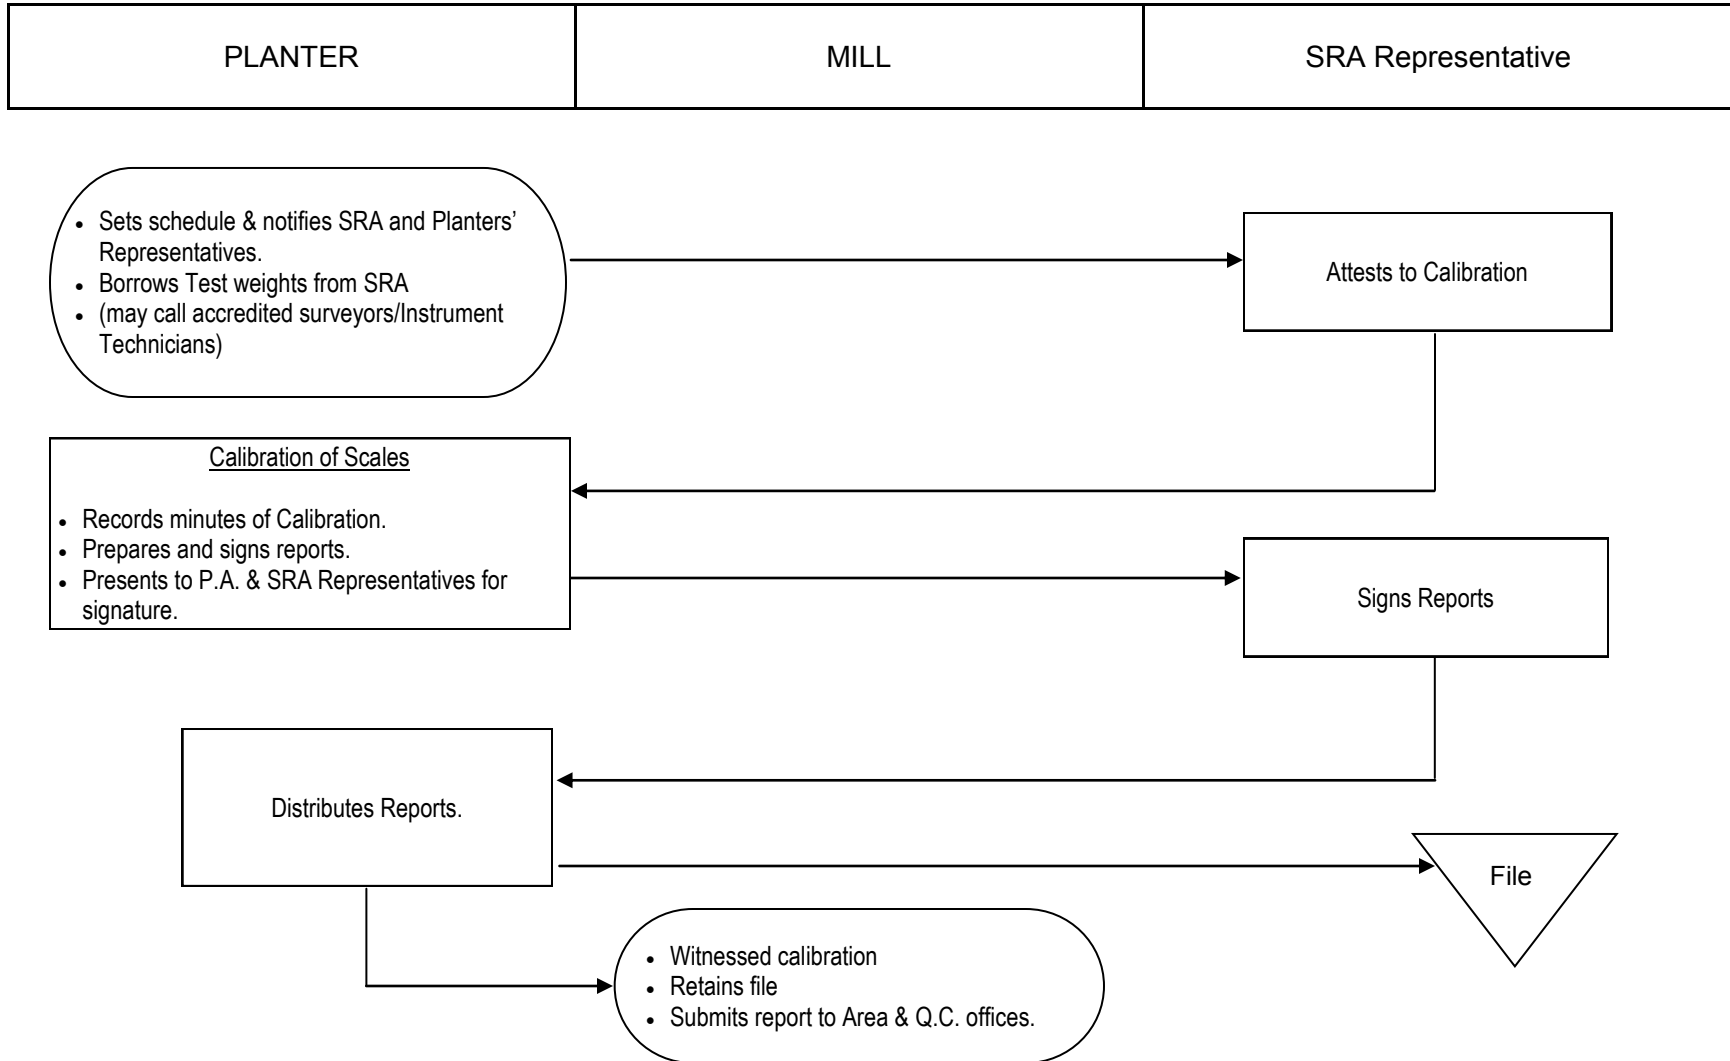 PLANTER
MILL
SRA Representative
• Sets schedule & notifies SRA and Planters’
Representatives.
• Borrows Test weights from SRA
• (may call accredited surveyors/Instrument
Technicians)
Attests to Calibration
Calibration of Scales
• Records minutes of Calibration.
• Prepares and signs reports.
• Presents to P.A. & SRA Representatives for
signature.
Signs Reports
Distributes Reports.
File
• Witnessed calibration
• Retains file
• Submits report to Area & Q.C. offices.